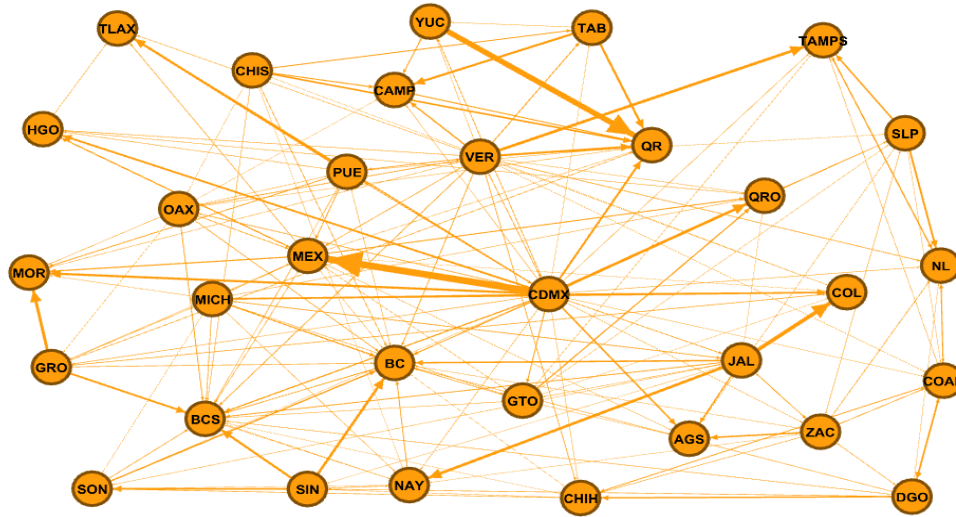 YUC
TLAX
TAB
TAMPS
CHIS
CAMP
HGO
SLP
QR
VER
PUE
QRO
OAX
MEX
NL
MOR
CDMX
COL
MICH
JAL
BC
GRO
COAH
GTO
BCS
ZAC
AGS
NAY
SON
SIN
DGO
CHIH